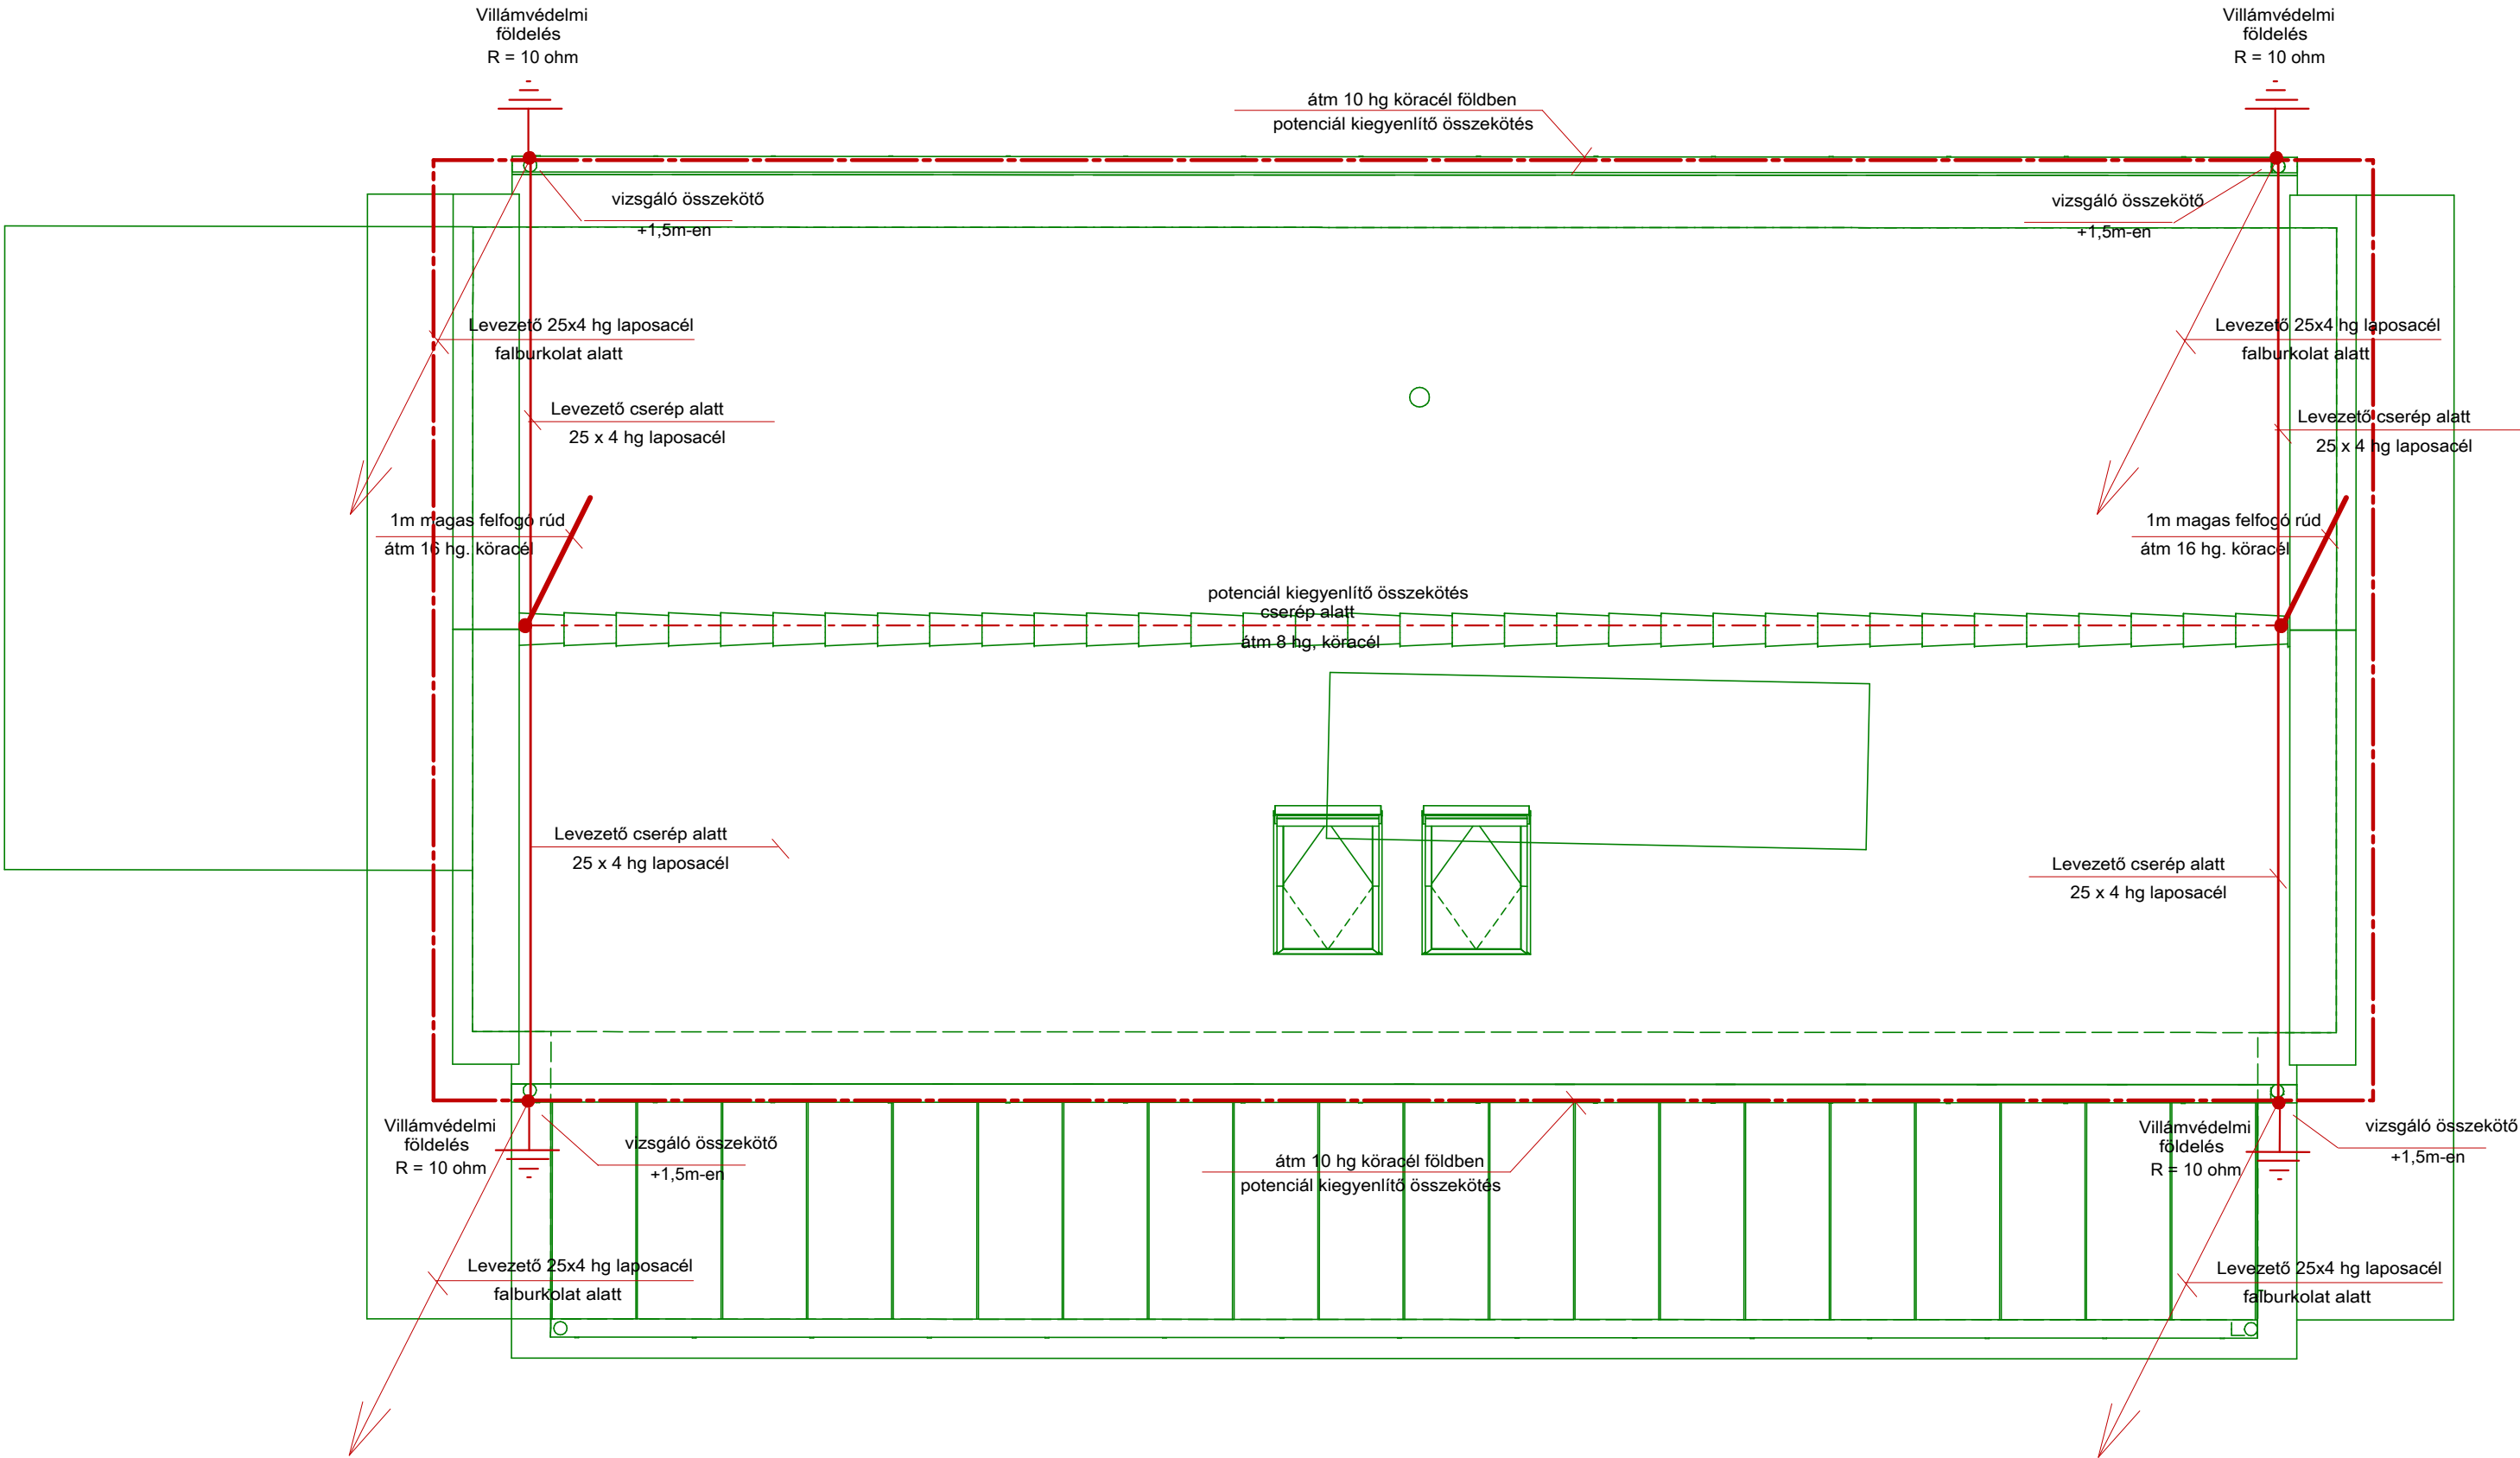 Villámvédelmi
földelés
R = 10 ohm
Villámvédelmi
földelés
R = 10 ohm
átm 10 hg köracél földben
potenciál kiegyenlítő összekötés
vizsgáló összekötő
+1,5m-en
vizsgáló összekötő
+1,5m-en
Levezető 25x4 hg laposacél
falburkolat alatt
Levezető 25x4 hg laposacél
falburkolat alatt
Levezető cserép alatt
25 x 4 hg laposacél
Levezető cserép alatt
25 x 4 hg laposacél
1m magas felfogó rúd
átm 16 hg. köracél
1m magas felfogó rúd
átm 16 hg. köracél
potenciál kiegyenlítő összekötés
cserép alatt
átm 8 hg, köracél
Levezető cserép alatt
25 x 4 hg laposacél
Levezető cserép alatt
25 x 4 hg laposacél
Villámvédelmi
földelés
R = 10 ohm
vizsgáló összekötő
+1,5m-en
átm 10 hg köracél földben
potenciál kiegyenlítő összekötés
Villámvédelmi
földelés
R = 10 ohm
vizsgáló összekötő
+1,5m-en
Levezető 25x4 hg laposacél
falburkolat alatt
Levezető 25x4 hg laposacél
falburkolat alatt